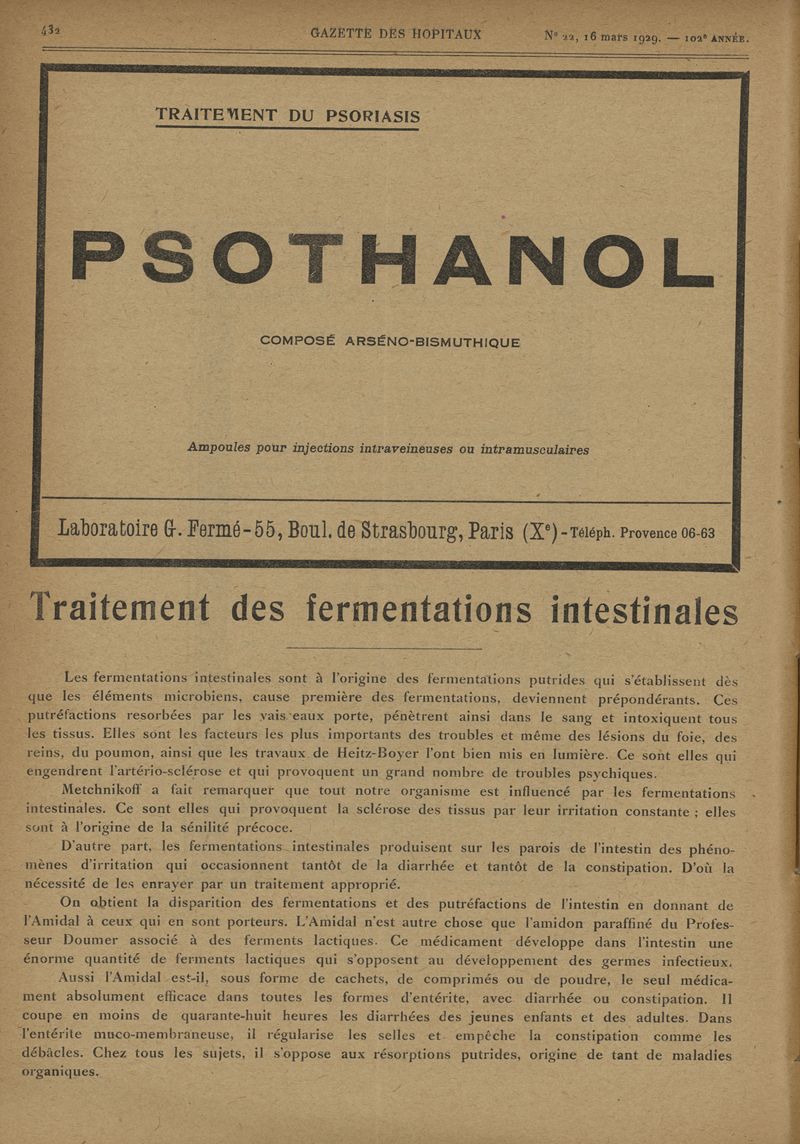 432
GAZETTE DES HOPITAUX
N° 22, 16 mars 1929. — 102e ANNÉE.
TRAITEMENT DU PSORIASIS
PSOTHANOL
COMPOSÉ ARSÉNO-BISMUTHIQUE
Ampoules pour injections intraveineuses ou intramusculaires
Laboratoire G. Fermé-55, Boul. de Strasbourg, Paris (Xe)-Téléph. Provence 06-63
Traitement des fermentations intestinales
Les fermentations intestinales sont à l'origine des fermentations putrides qui s'établissent dès
que les éléments microbiens, cause première des fermentations, deviennent prépondérants. Ces
putréfactions resorbées par les vaisseaux porte, pénètrent ainsi dans le sang et intoxiquent tous
les tissus. Elles sont les facteurs les plus importants des troubles et même des lésions du foie, des
reins, du poumon, ainsi que les travaux de Heitz-Boyer l'ont bien mis en lumière. Ce sont elles qui
engendrent l'artério-sclérose et qui provoquent un grand nombre de troubles psychiques.
Metchnikoff a fait remarquer que tout notre organisme est influencé par les fermentations
intestinales. Ce sont elles qui provoquent la sclérose des tissus par leur irritation constante ; elles
sont à l'origine de la sénilité précoce.
D'autre part, les fermentations intestinales produisent sur les parois de l'intestin des phéno-
mènes d'irritation qui occasionnent tantôt de la diarrhée et tantôt de la constipation. D'où la
nécessité de les enrayer par un traitement approprié.
On obtient la disparition des fermentations et des putréfactions de l'intestin en donnant de
l'Amidal à ceux qui en sont porteurs. L'Amidal n'est autre chose que l'amidon paraffiné du Profes-
seur Doumer associé à des ferments lactiques. Ce médicament développe dans l'intestin une
énorme quantité de ferments lactiques qui s'opposent au développement des germes infectieux.
Aussi l'Amidal est-il, sous forme de cachets, de comprimés ou de poudre, le seul médica-
ment absolument efficace dans toutes les formes d'entérite, avec diarrhée ou constipation. Il
coupe en moins de quarante-huit heures les diarrhées des jeunes enfants et des adultes. Dans
l'entérite muco-membraneuse, il régularise les selles et empêche la constipation comme les
débâcles. Chez tous les sujets, il s'oppose aux résorptions putrides, origine de tant de maladies
organiques.